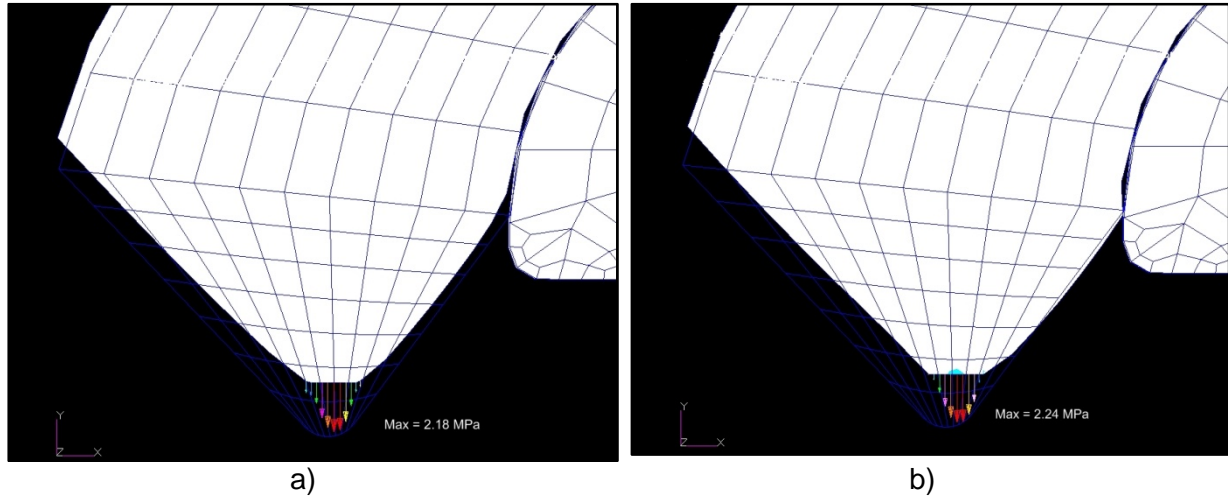 Y
Z X
Max = 2.18 MPa
Y
Z X
Max = 2.24 MPa
a)
b)